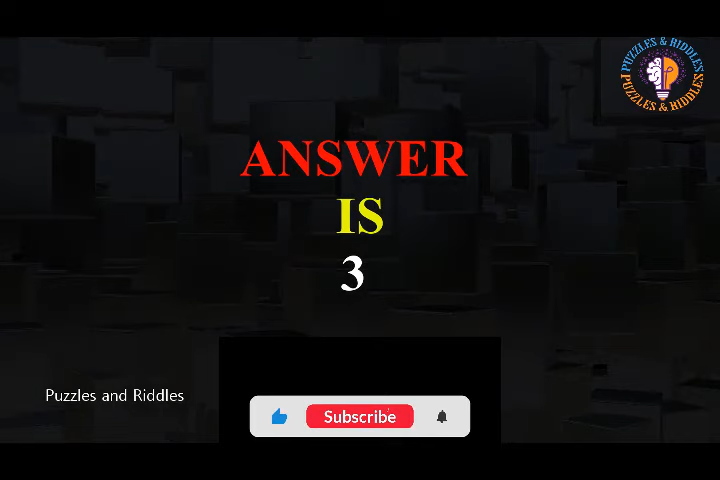 PUZZLES & RIDDLES
PUZZLES & RIDDLES
ANSWER
IS
3
Puzzles and Riddles
Subscribe